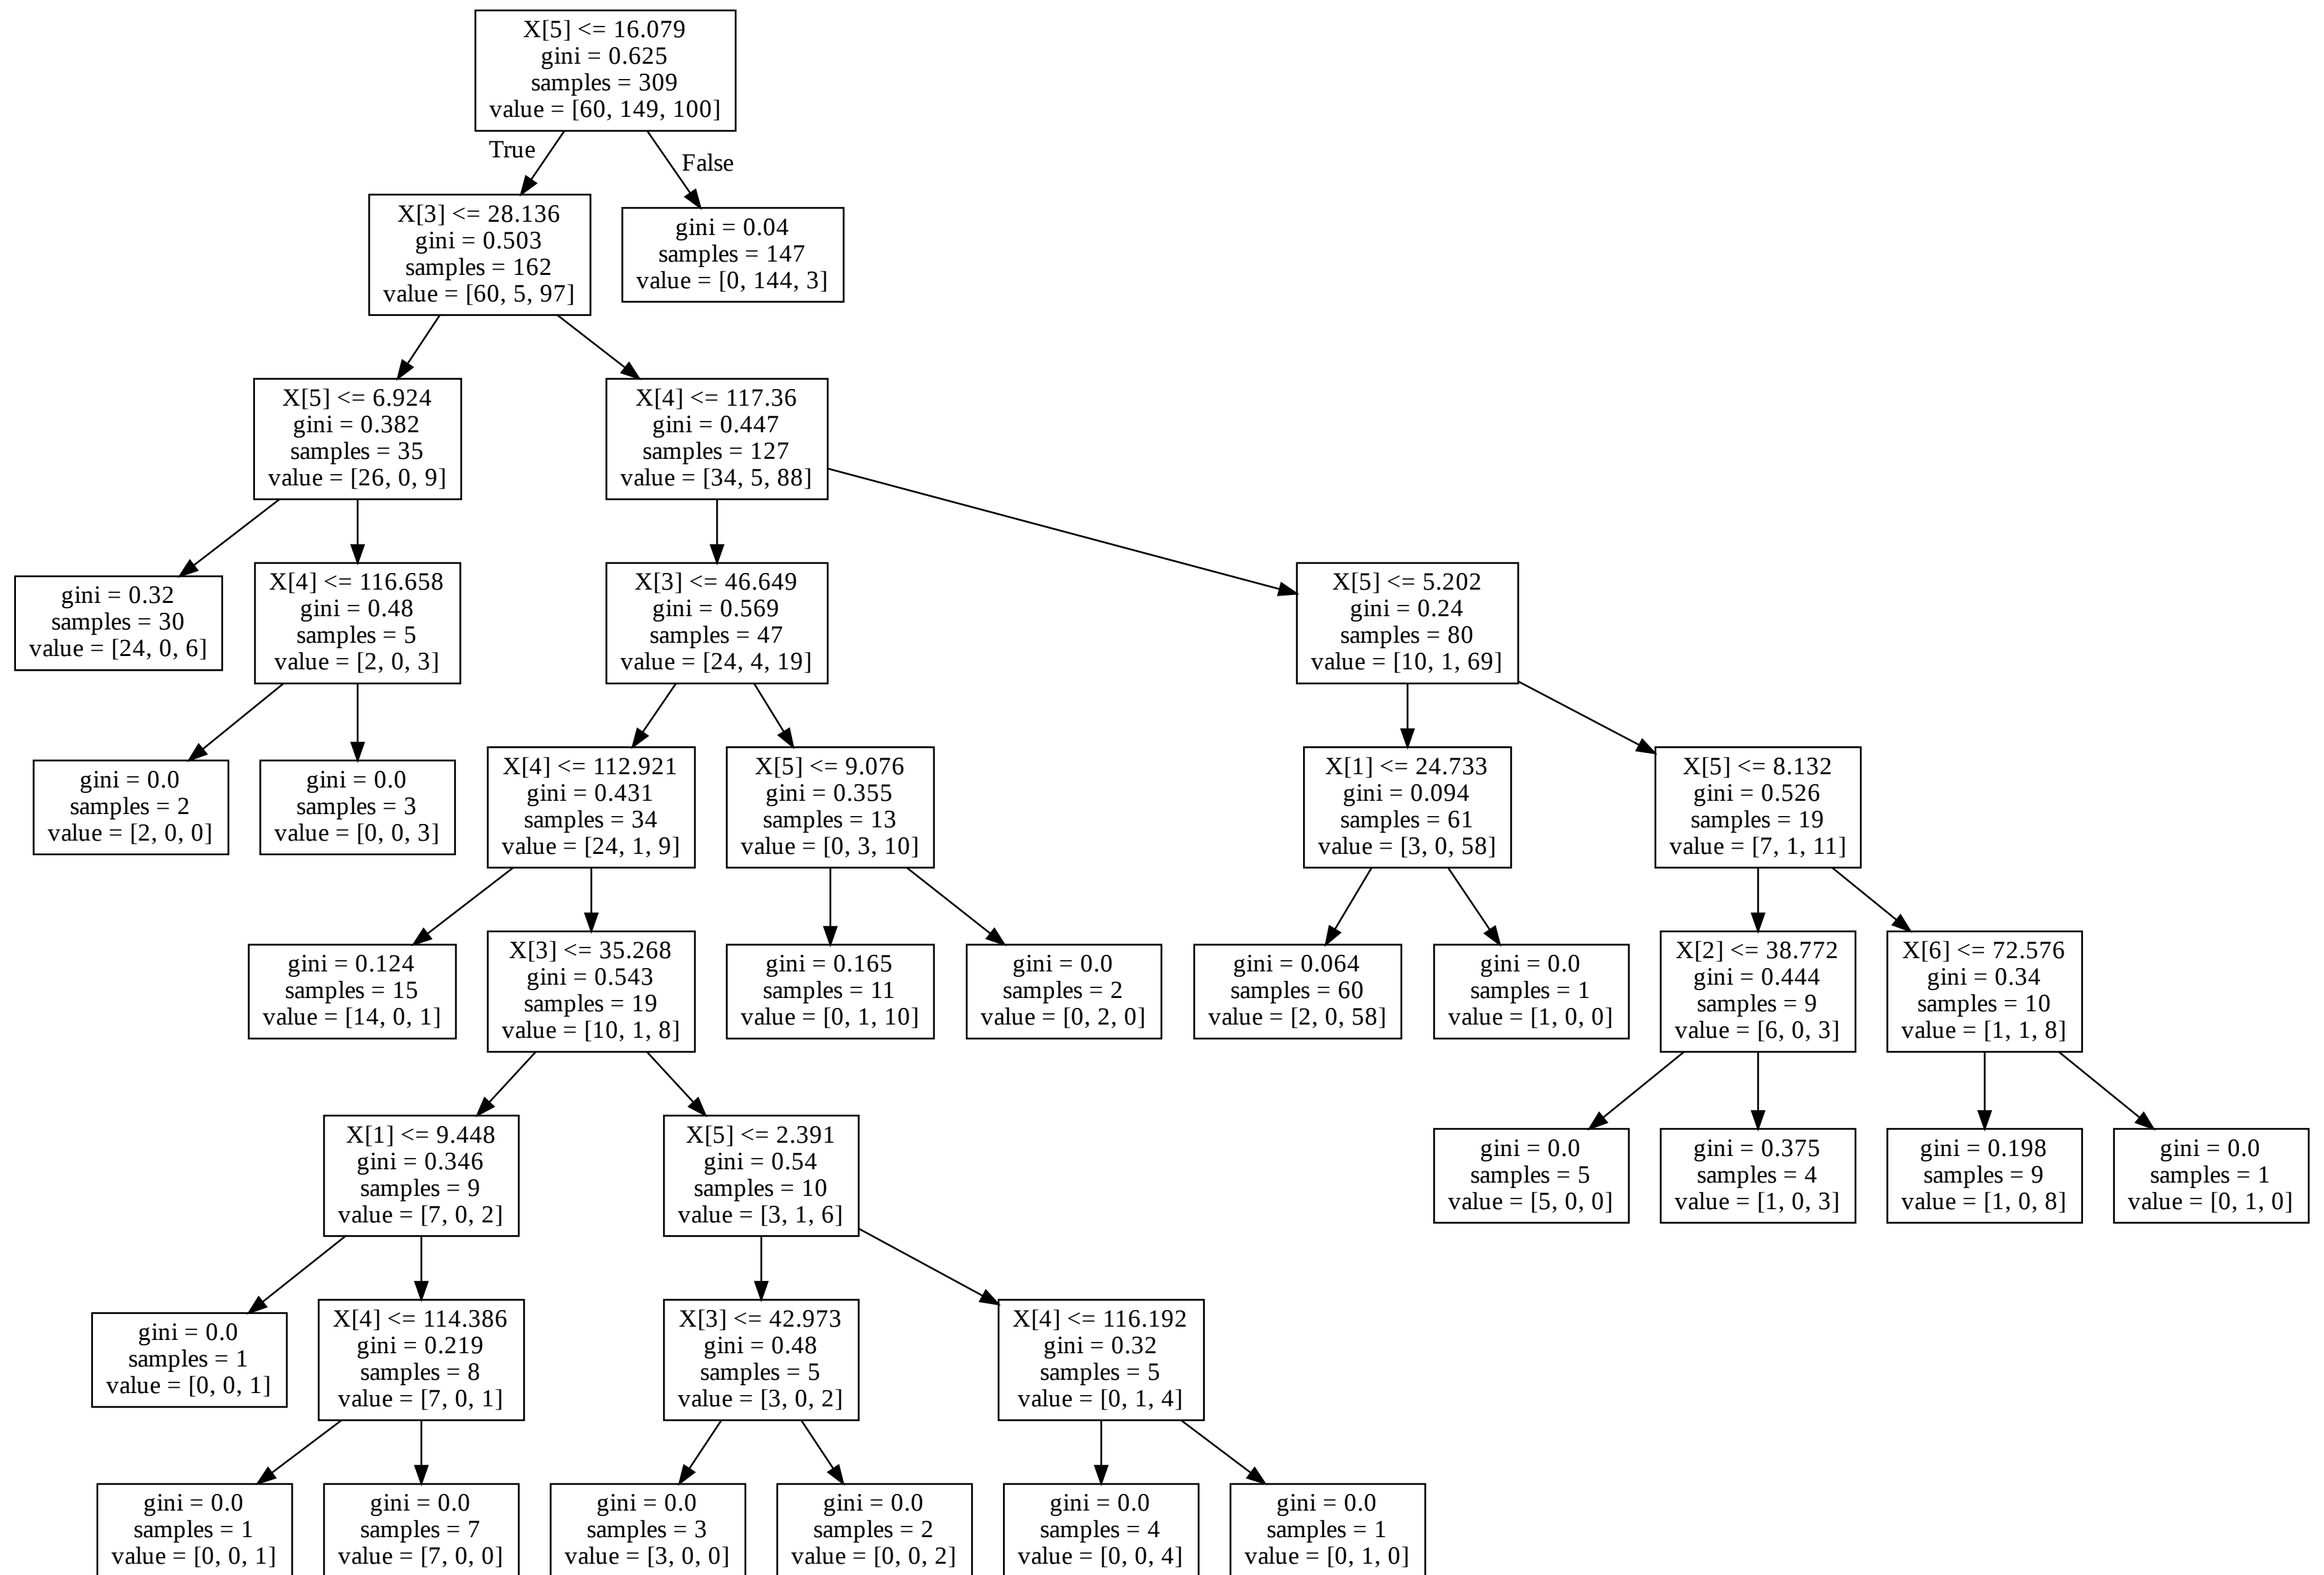 X[5] <= 16.079
gini = 0.625
samples = 309
value = [60, 149, 100]
True
False
X[3] <= 28.136
gini = 0.503
samples = 162
value = [60, 5, 97]
gini = 0.04
samples = 147
value = [0, 144, 3]
X[5] <= 6.924
gini = 0.382
samples = 35
value = [26, 0, 9]
X[4] <= 117.36
gini = 0.447
samples = 127
value = [34, 5, 88]
gini = 0.32
samples = 30
value = [24, 0, 6]
X[4] <= 116.658
gini = 0.48
samples = 5
value = [2, 0, 3]
X[3] <= 46.649
gini = 0.569
samples = 47
value = [24, 4, 19]
X[5] <= 5.202
gini = 0.24
samples = 80
value = [10, 1, 69]
gini = 0.0
samples = 2
value = [2, 0, 0]
gini = 0.0
samples = 3
value = [0, 0, 3]
X[4] <= 112.921
gini = 0.431
samples = 34
value = [24, 1, 9]
X[5] <= 9.076
gini = 0.355
samples = 13
value = [0, 3, 10]
X[1] <= 24.733
gini = 0.094
samples = 61
value = [3, 0, 58]
X[5] <= 8.132
gini = 0.526
samples = 19
value = [7, 1, 11]
gini = 0.124
samples = 15
value = [14, 0, 1]
X[3] <= 35.268
gini = 0.543
samples = 19
value = [10, 1, 8]
gini = 0.165
samples = 11
value = [0, 1, 10]
gini = 0.0
samples = 2
value = [0, 2, 0]
gini = 0.064
samples = 60
value = [2, 0, 58]
gini = 0.0
samples = 1
value = [1, 0, 0]
X[2] <= 38.772
gini = 0.444
samples = 9
value = [6, 0, 3]
X[6] <= 72.576
gini = 0.34
samples = 10
value = [1, 1, 8]
X[1] <= 9.448
gini = 0.346
samples = 9
value = [7, 0, 2]
X[5] <= 2.391
gini = 0.54
samples = 10
value = [3, 1, 6]
gini = 0.0
samples = 5
value = [5, 0, 0]
gini = 0.375
samples = 4
value = [1, 0, 3]
gini = 0.198
samples = 9
value = [1, 0, 8]
gini = 0.0
samples = 1
value = [0, 1, 0]
gini = 0.0
samples = 1
value = [0, 0, 1]
X[4] <= 114.386
gini = 0.219
samples = 8
value = [7, 0, 1]
X[3] <= 42.973
gini = 0.48
samples = 5
value = [3, 0, 2]
X[4] <= 116.192
gini = 0.32
samples = 5
value = [0, 1, 4]
gini = 0.0
samples = 1
value = [0, 0, 1]
gini = 0.0
samples = 7
value = [7, 0, 0]
gini = 0.0
samples = 3
value = [3, 0, 0]
gini = 0.0
samples = 2
value = [0, 0, 2]
gini = 0.0
samples = 4
value = [0, 0, 4]
gini = 0.0
samples = 1
value = [0, 1, 0]